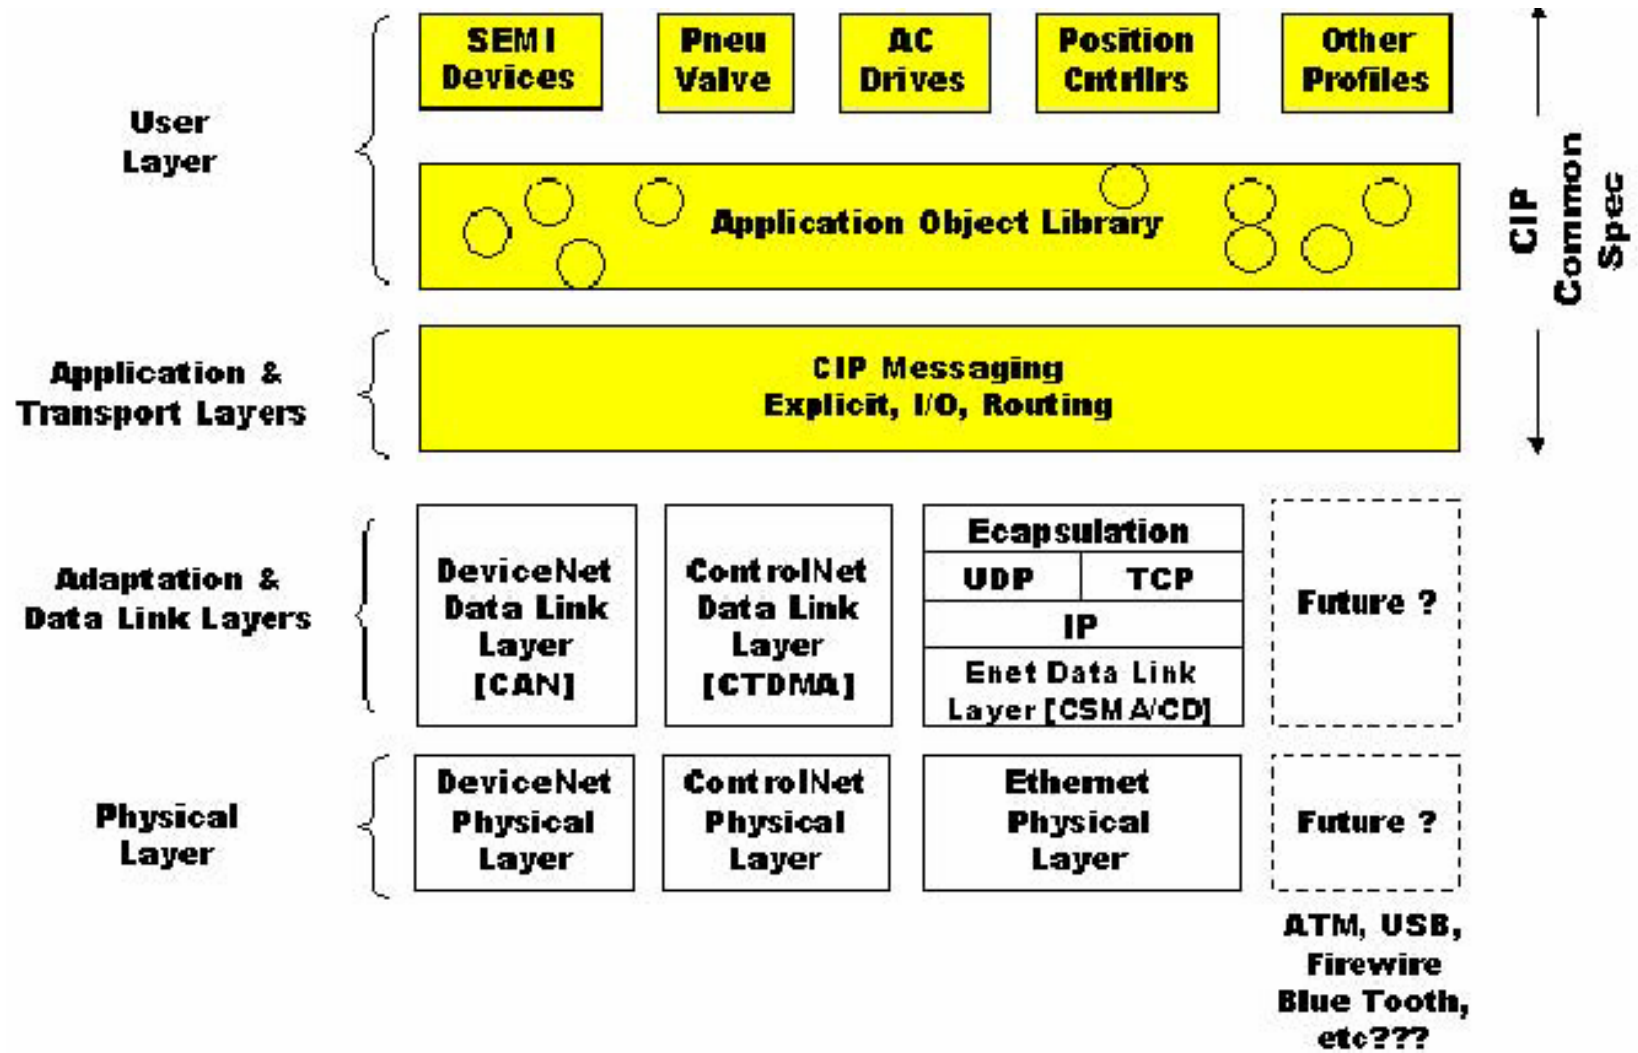 SEMI
Devices
Pneu
Valve
AC
Drives
Position
Cntrllrs
Other
Profiles
User
Layer
Application Object Library
CIP
Common
Spec
Application &
Transport Layers
CIP Messaging
Explicit, I/O, Routing
Adaptation &
Data Link Layers
DeviceNet
Data Link
Layer
[CAN]
ControlNet
Data Link
Layer
[CTDMA]
Ecapsulation
UDP
TCP
IP
Enet Data Link
Layer [CSMA/CD]
Future ?
Physical
Layer
DeviceNet
Physical
Layer
ControlNet
Physical
Layer
Ethernet
Physical
Layer
Future ?
ATM, USB,
Firewire
Blue Tooth,
etc???